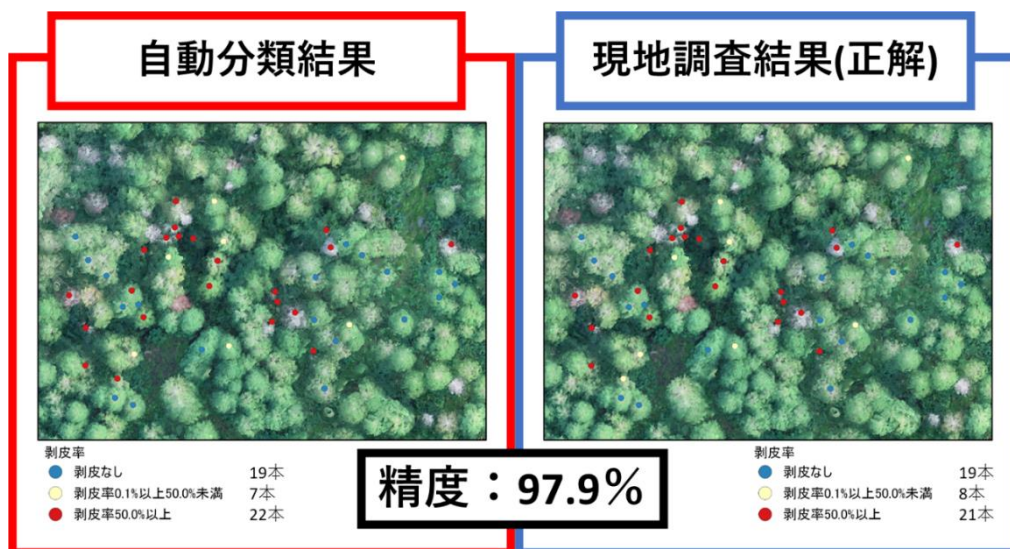 自動分類結果
現地調査結果(正解)
剥皮率
剥皮なし 19本
剥皮率0.1%以上50.0%未満 7本
剥皮率50.0%以上 22本
精度：97.9%
剥皮率
剥皮なし 19本
剥皮率0.1%以上50.0%未満 8本
剥皮率50.0%以上 21本